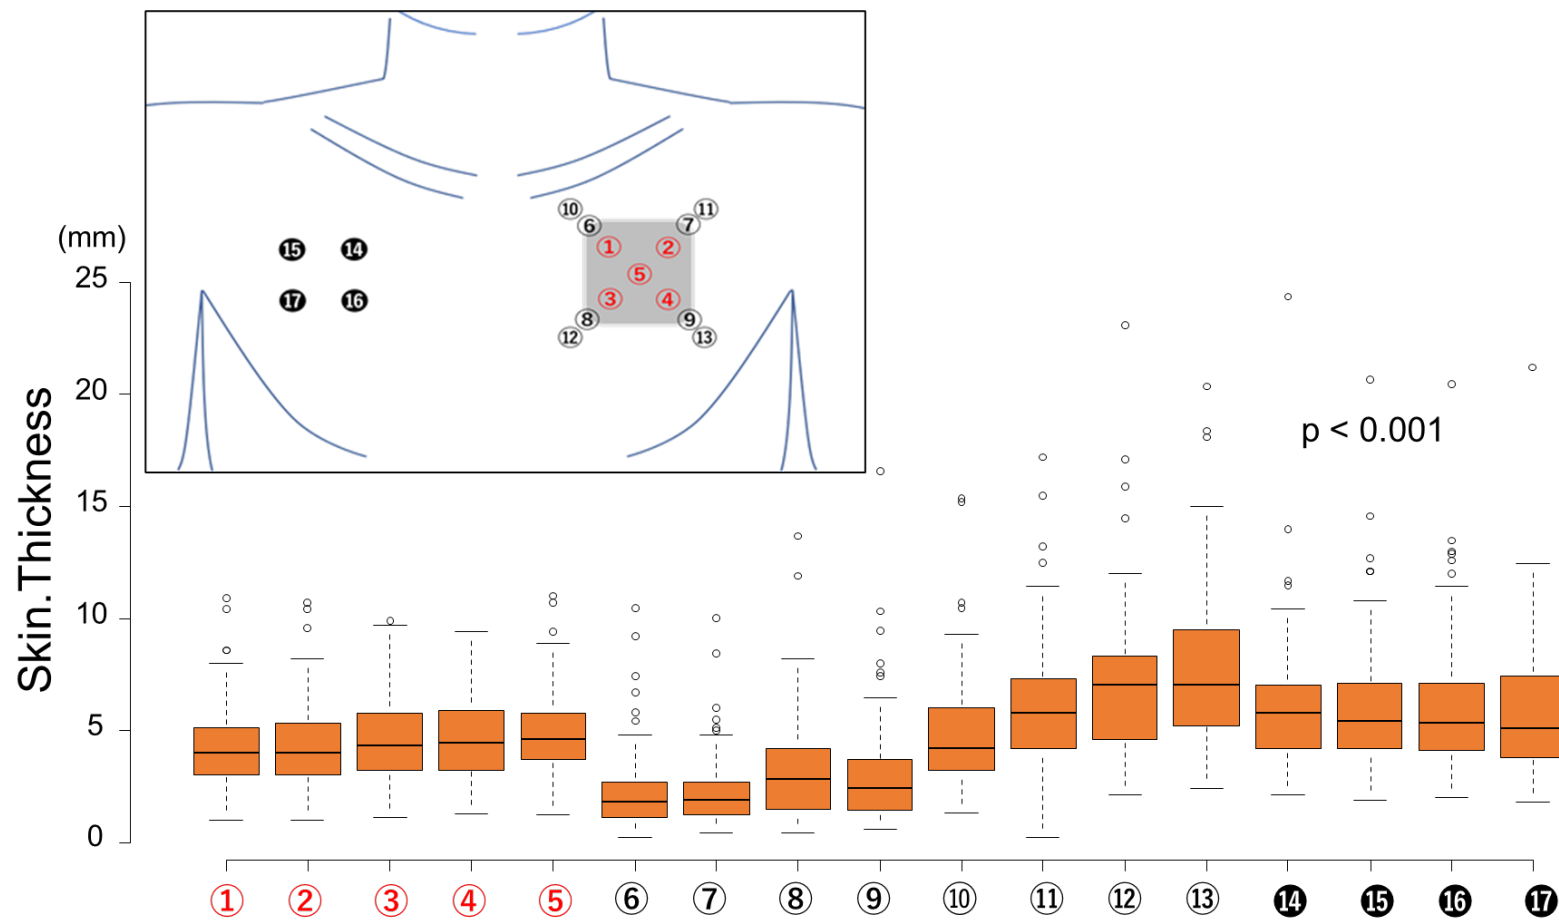 ⑩ ⑪
⑥ ⑦
⓯ ⓮ ① ②
⑤
⓱ ⓰ ③ ④
⑧ ⑨
⑫ ⑬
(mm)
25
20
15
10
5
0
Skin.Thickness
p < 0.001
① ② ③ ④ ⑤ ⑥ ⑦ ⑧ ⑨ ⑩ ⑪ ⑫ ⑬ ⓮ ⓯ ⓰ ⓱